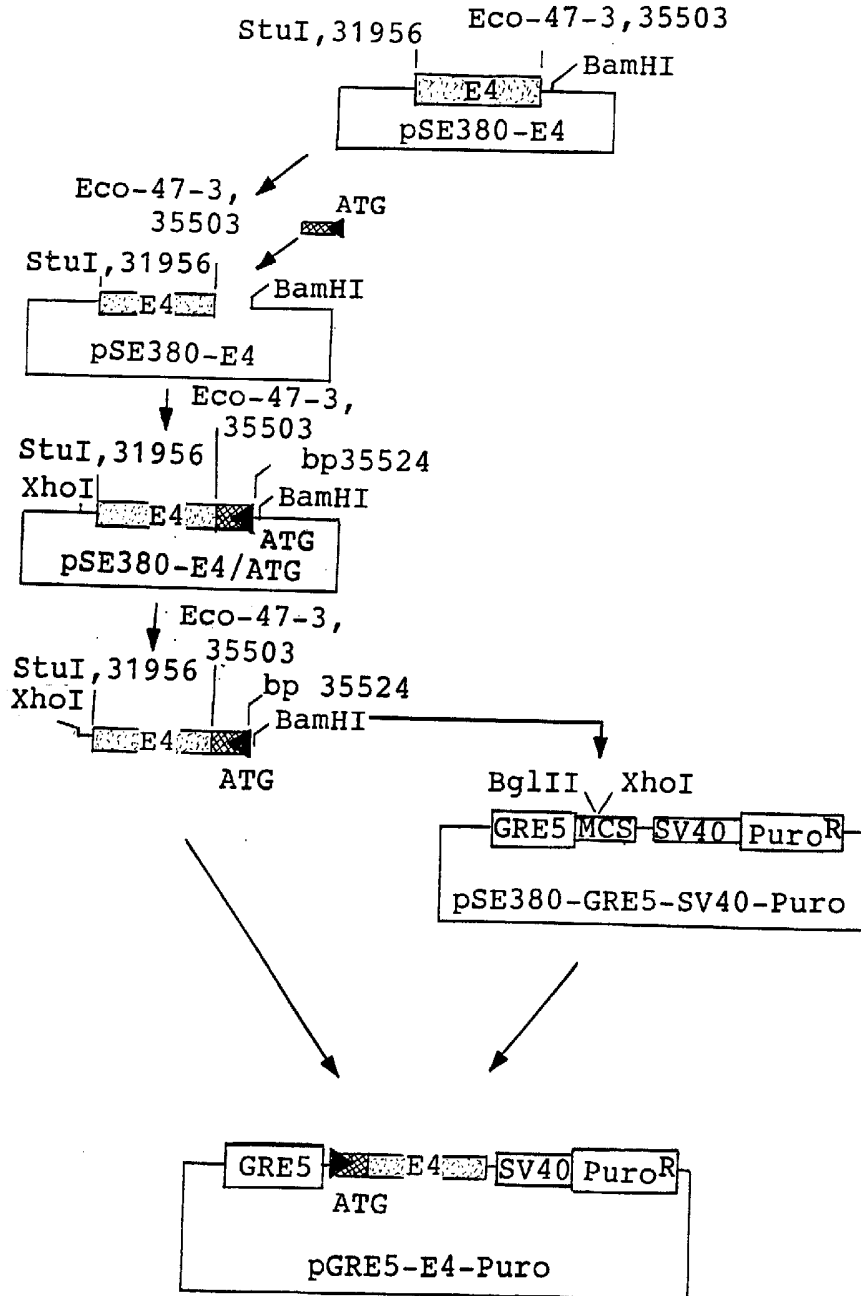 StuI,31956 Eco-47-3,35503
BamHI
E4
pSE380-E4
Eco-47-3,
35503
ATG
StuI,31956
BamHI
E4
pSE380-E4
Eco-47-3,
35503
StuI,31956
bp35524
XhoI
BamHI
E4
ATG
pSE380-E4/ATG
Eco-47-3,
35503
StuI,31956
bp 35524
XhoI
BamHI
E4
ATG
BglII XhoI
GRE5 MCS SV40 PuroR
pSE380-GRE5-SV40-Puro
GRE5 E4 SV40 PuroR
ATG
pGRE5-E4-Puro